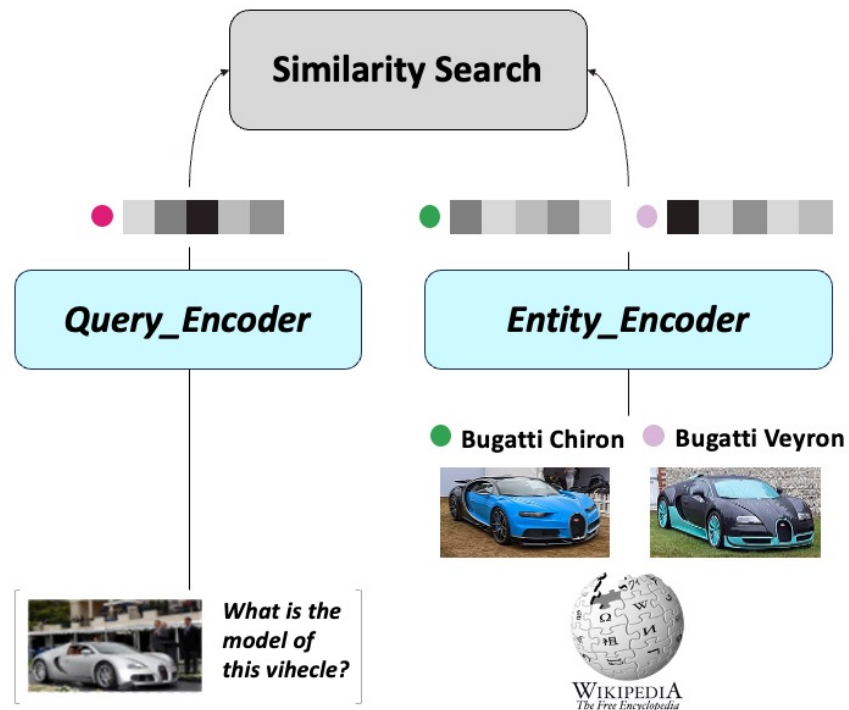 Similarity Search
Query_Encoder
Entity_Encoder
Bugatti Chiron
Bugatti Veyron
What is the
model of
this vihecle?
Ω
W
И
WIKIPEDIA
The Free Encyclopedia